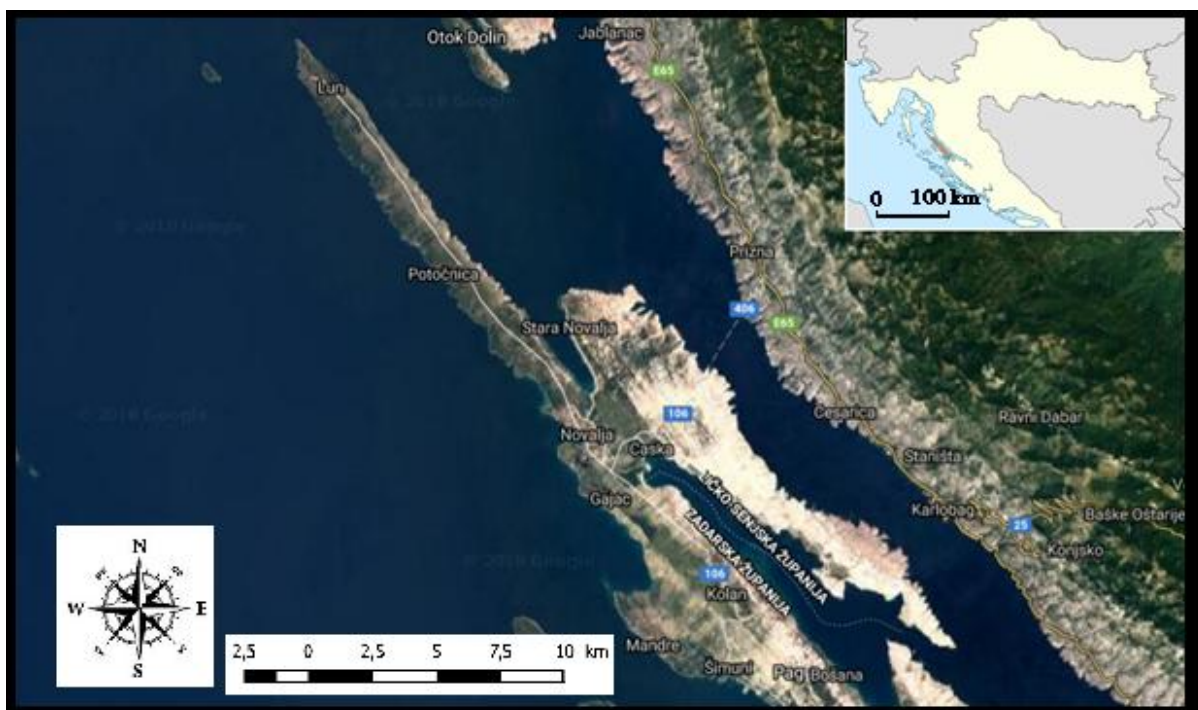 Otok Dolin
Jablanac
E65
Lun
© 2018 Google
0 100 km
© 2018 Google
Prizna
Potočnica
406
E65
Stara Novalja
© 2018 Google
106
Cesarica
Ravni Dabar
Novalja
Caska
Staništa
LIČKO-SENJSKA ŽUPANIJA
Gajac
Karlobag
Baške Oštarije
ZADARSKA ŽUPANIJA
25
Konjsko
N
© 2018 Google
106
Kolan
W E
Mandre
S
2,5 0 2,5 5 7,5 10 km
Šimuni
Pag
Bošana